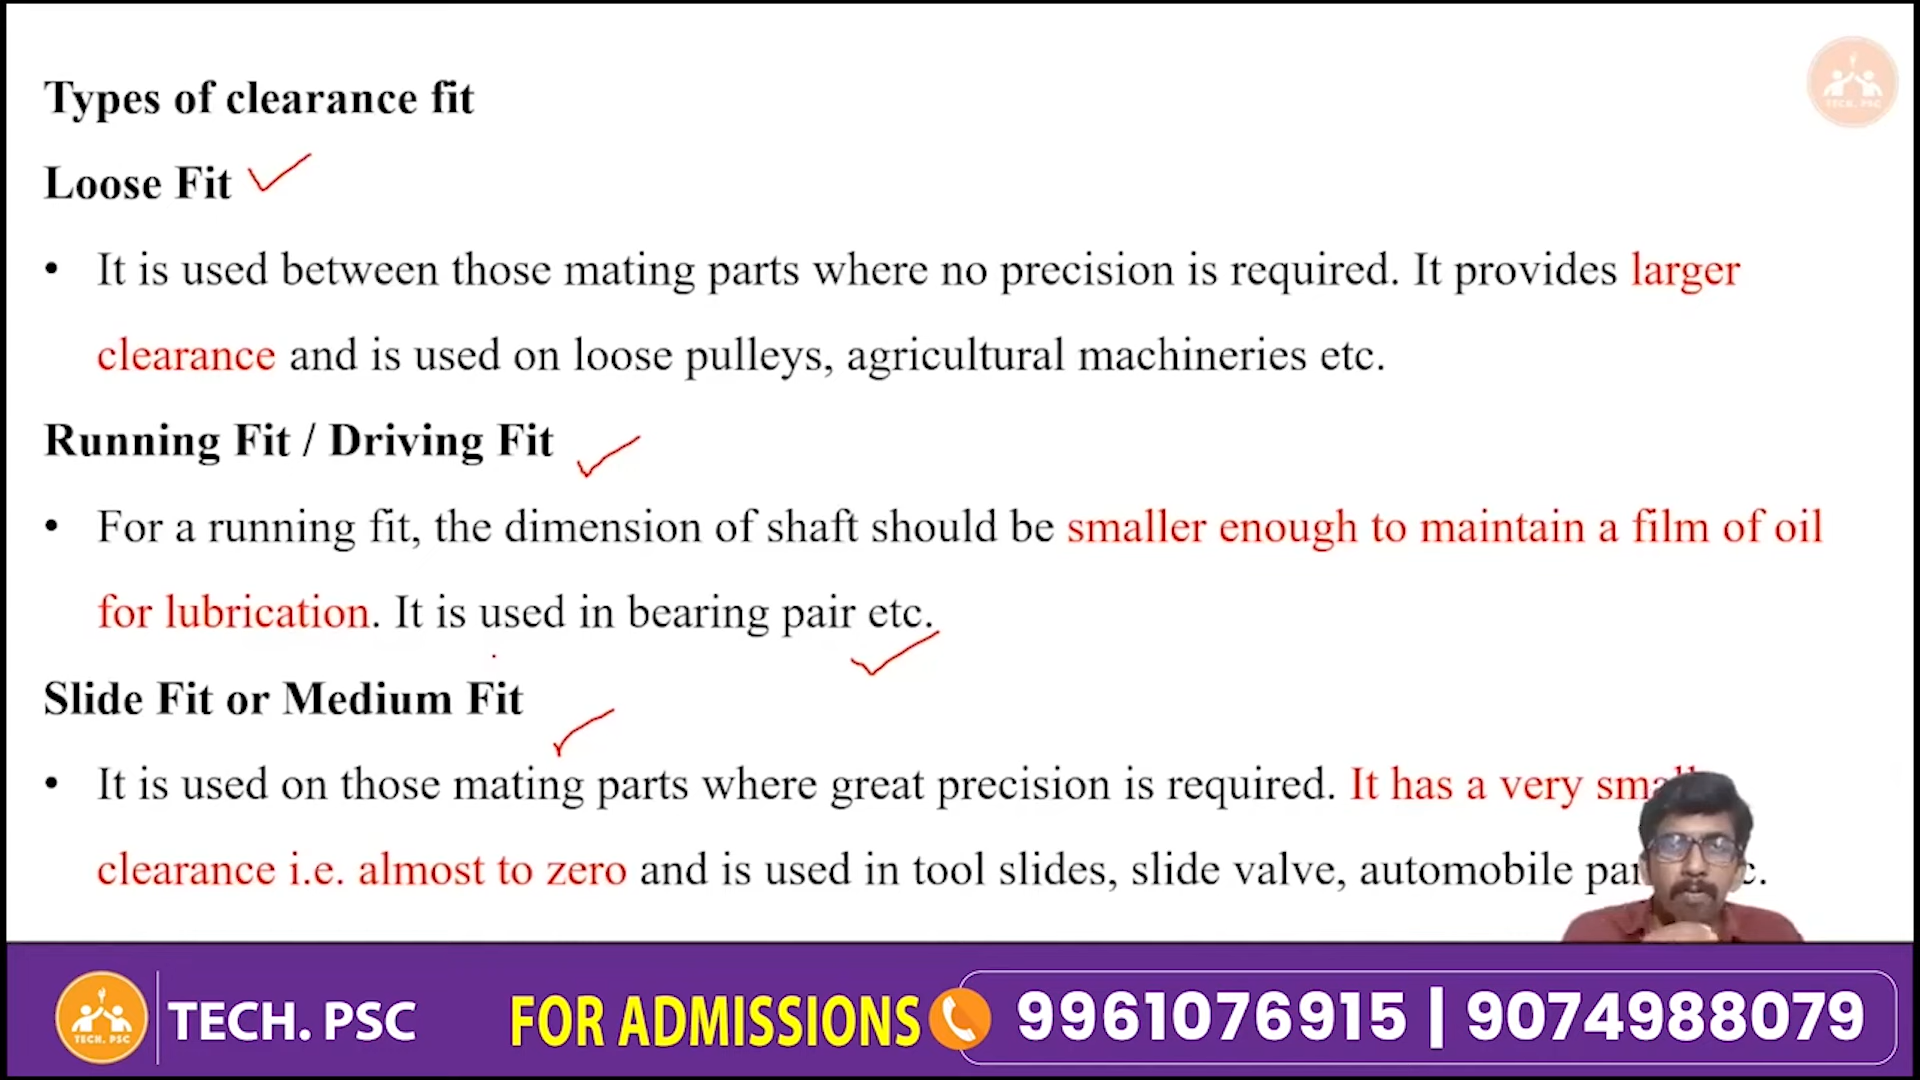 Types of clearance fit
TECH. PSC
Loose Fit
• It is used between those mating parts where no precision is required. It provides larger
clearance and is used on loose pulleys, agricultural machineries etc.
Running Fit / Driving Fit
• For a running fit, the dimension of shaft should be smaller enough to maintain a film of oil
for lubrication. It is used in bearing pair etc.
Slide Fit or Medium Fit
• It is used on those mating parts where great precision is required. It has a very
clearance i.e. almost to zero and is used in tool slides, slide valve, automobile
TECH. PSC
TECH. PSC
FOR ADMISSIONS
9961076915 | 9074988079